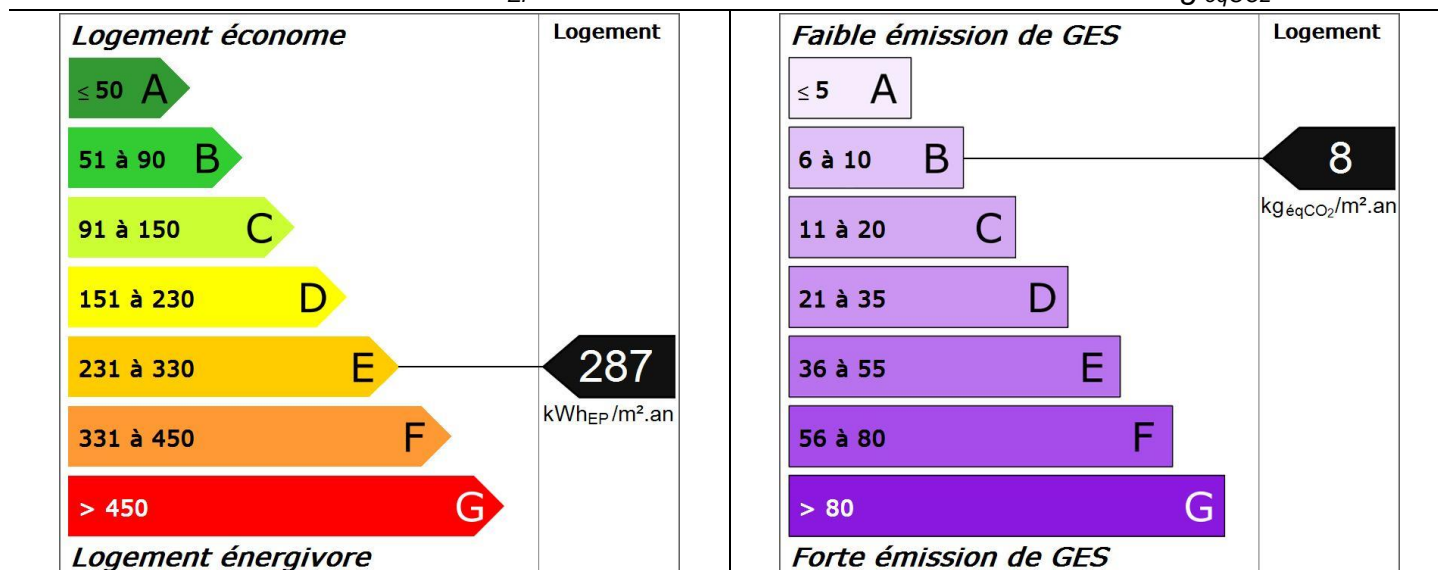 Logement économe Logement
≤ 50 A
51 à 90 B
91 à 150 C
151 à 230 D
231 à 330 E 287
kWhEP/m².an
331 à 450 F
> 450 G
Logement énergivore
Faible émission de GES Logement
≤ 5 A
6 à 10 B 8
kgéqCO₂/m².an
11 à 20 C
21 à 35 D
36 à 55 E
56 à 80 F
> 80 G
Forte émission de GES